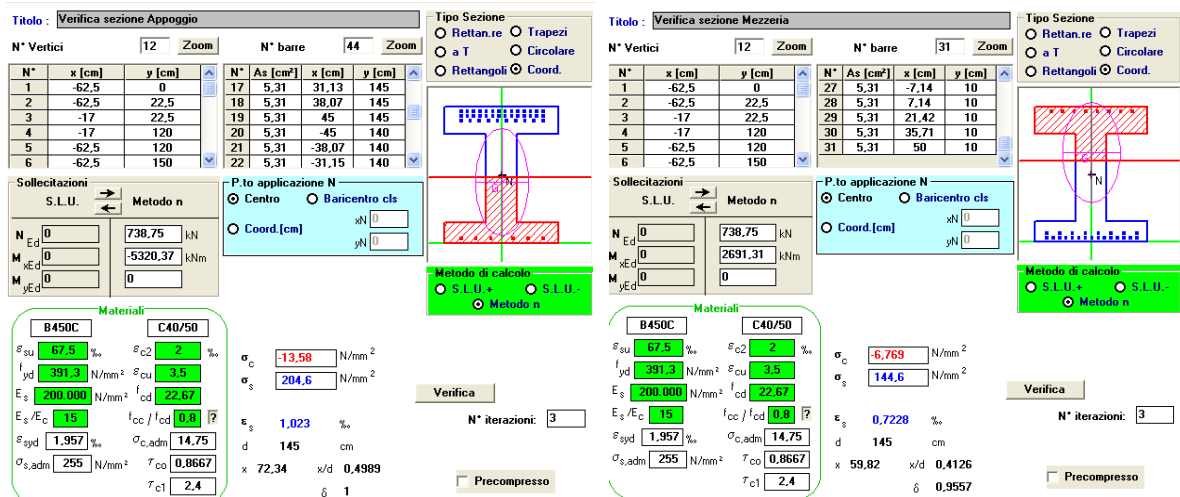 Titolo : Verifica sezione Appoggio
N* Vertici 12 Zoom N* barre 44 Zoom
N* x [cm] y [cm]
1 -62,5 0
2 -62,5 22,5
3 -17 22,5
4 -17 120
5 -62,5 120
6 -62,5 150
N* As [cm²] x [cm] y [cm]
17 5,31 31,13 145
18 5,31 38,07 145
19 5,31 45 145
20 5,31 -45 140
21 5,31 -38,07 140
22 5,31 -31,15 140
Tipo Sezione
Rettan.re Trapezi
a T Circolare
Rettangoli Coord.
G N
Sollecitazioni
S.L.U. Metodo n
N Ed 0 738,75 kN
M xEd 0 -5320,37 kNm
M yEd 0 0
P.to applicazione N
Centro Baricentro cls
Coord.[cm] xN 0
yN 0
Metodo di calcolo
S.L.U.+ S.L.U.-
Metodo n
Materiali
B450C C40/50
εsu 67,5 ‰ εc2 2 ‰
fyd 391,3 N/mm² εcu 3,5
Es 200.000 N/mm² fcd 22,67
Es/Ec 15 fcc / fcd 0,8 ?
εsyd 1,957 ‰ σc,adm 14,75
σs,adm 255 N/mm² τco 0,8667
τc1 2,4
σc -13,58 N/mm²
σs 204,6 N/mm²
εs 1,023 ‰
d 145 cm
x 72,34 x/d 0,4989
δ 1
Verifica
N* iterazioni: 3
Precompresso
Titolo : Verifica sezione Mezzeria
N* Vertici 12 Zoom N* barre 31 Zoom
N* x [cm] y [cm]
1 -62,5 0
2 -62,5 22,5
3 -17 22,5
4 -17 120
5 -62,5 120
6 -62,5 150
N* As [cm²] x [cm] y [cm]
27 5,31 -7,14 10
28 5,31 7,14 10
29 5,31 21,42 10
30 5,31 35,71 10
31 5,31 50 10
Tipo Sezione
Rettan.re Trapezi
a T Circolare
Rettangoli Coord.
G N
Sollecitazioni
S.L.U. Metodo n
N Ed 0 738,75 kN
M xEd 0 2691,31 kNm
M yEd 0 0
P.to applicazione N
Centro Baricentro cls
Coord.[cm] xN 0
yN 0
Metodo di calcolo
S.L.U.+ S.L.U.-
Metodo n
Materiali
B450C C40/50
εsu 67,5 ‰ εc2 2 ‰
fyd 391,3 N/mm² εcu 3,5
Es 200.000 N/mm² fcd 22,67
Es/Ec 15 fcc / fcd 0,8 ?
εsyd 1,957 ‰ σc,adm 14,75
σs,adm 255 N/mm² τco 0,8667
τc1 2,4
σc -6,769 N/mm²
σs 144,6 N/mm²
εs 0,7228 ‰
d 145 cm
x 59,82 x/d 0,4126
δ 0,9557
Verifica
N* iterazioni: 3
Precompresso